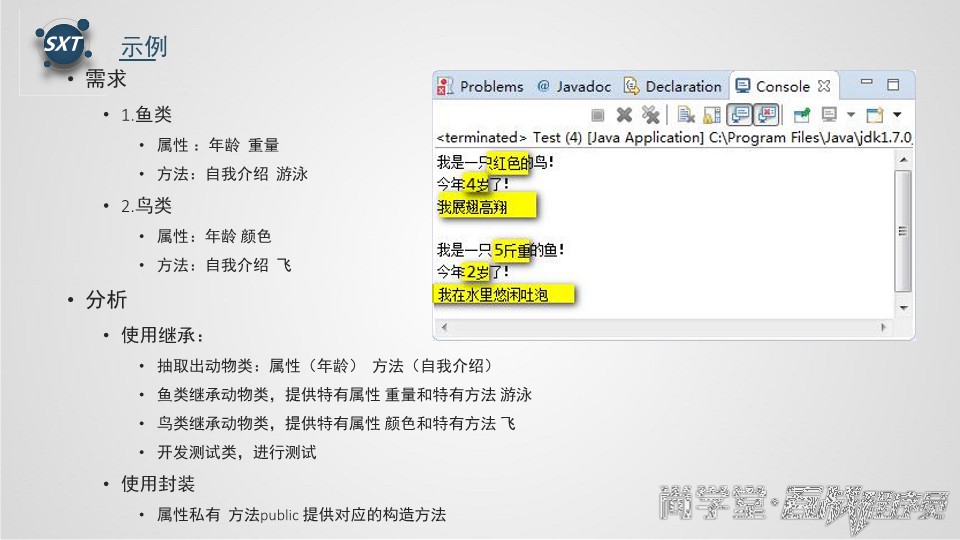 SXT
示例
需求
1.鱼类
属性：年龄 重量
方法：自我介绍 游泳
2.鸟类
属性：年龄 颜色
方法：自我介绍 飞
分析
使用继承：
抽取出动物类：属性（年龄） 方法（自我介绍）
鱼类继承动物类，提供特有属性 重量和特有方法 游泳
鸟类继承动物类，提供特有属性 颜色和特有方法 飞
开发测试类，进行测试
使用封装
属性私有 方法public 提供对应的构造方法
Problems @ Javadoc Declaration Console
<terminated> Test (4) [Java Application] C:\Program Files\Java\jdk1.7.0
我是一只红色的鸟!
今年4岁了!
我展翅高翔
我是一只5斤重的鱼!
今年2岁了!
我在水里悠闲吐泡
尚学堂·